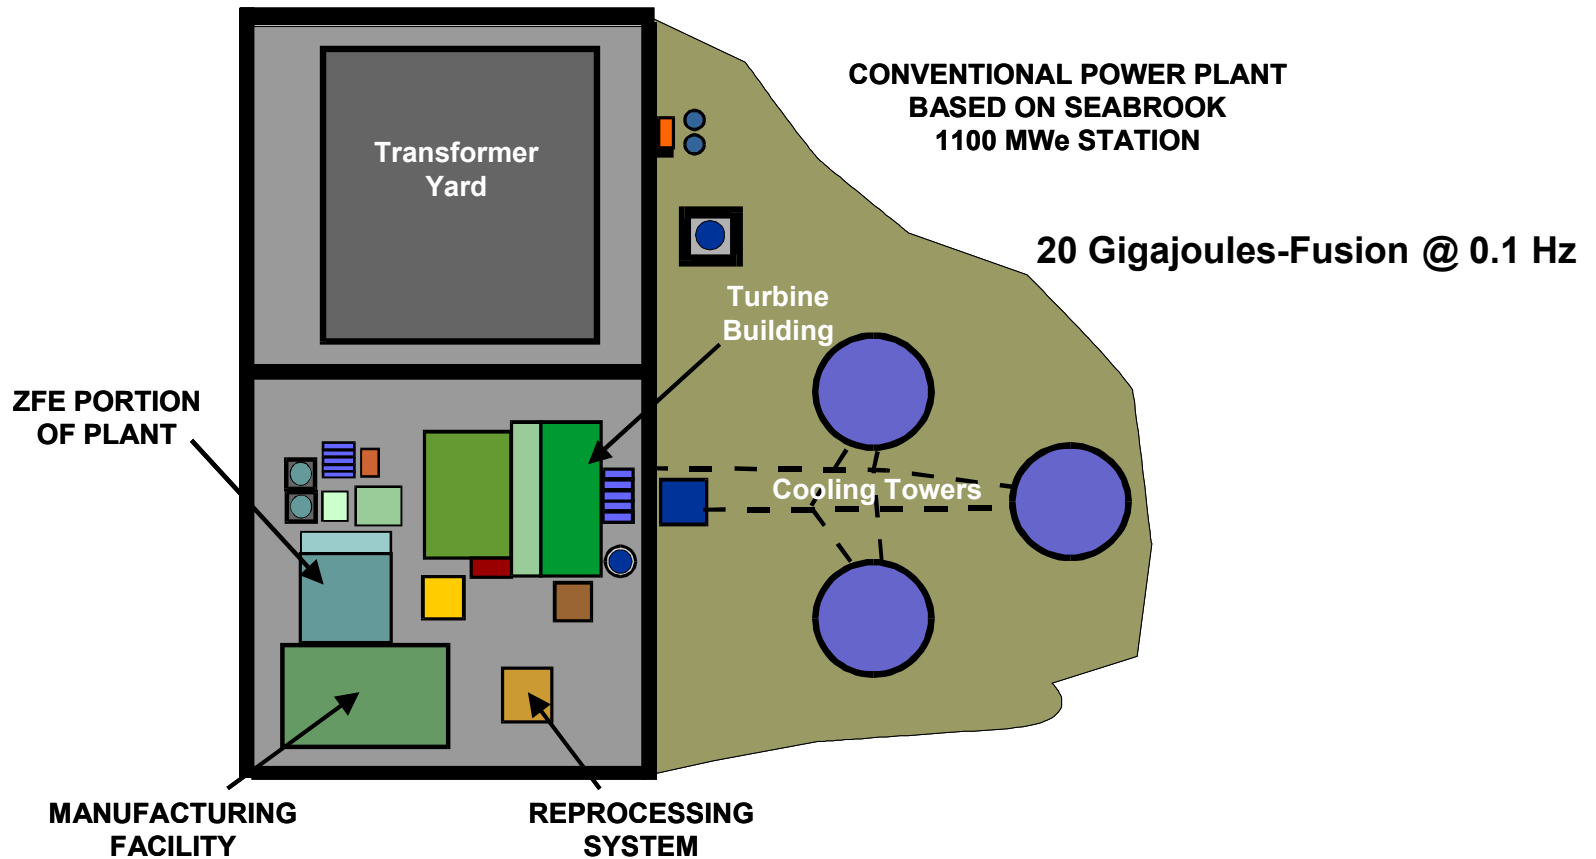 CONVENTIONAL POWER PLANT
BASED ON SEABROOK
1100 MWe STATION
Transformer
Yard
20 Gigajoules-Fusion @ 0.1 Hz
Turbine
Building
ZFE PORTION
OF PLANT
Cooling Towers
MANUFACTURING
FACILITY
REPROCESSING
SYSTEM